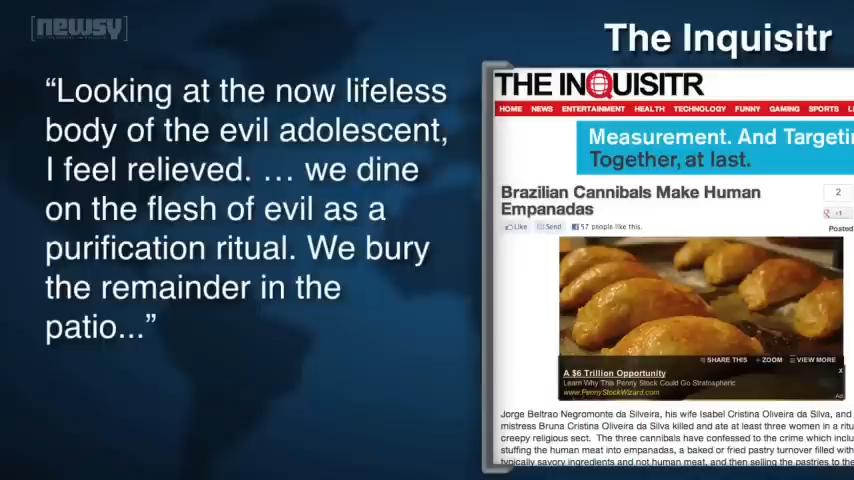 [newsy]
The Inquisitr
“Looking at the now lifeless
body of the evil adolescent,
I feel relieved. … we dine
on the flesh of evil as a
purification ritual. We bury
the remainder in the
patio...”
THE INQUISITR
HOME NEWS ENTERTAINMENT HEALTH TECHNOLOGY FUNNY GAMING SPORTS
Measurement. And Targetin
Together, at last.
Brazilian Cannibals Make Human
Empanadas
2
+1
Like Send 57 people like this.
Posted
SHARE THIS ZOOM VIEW MORE
A $6 Trillion Opportunity
X
Learn Why This Penny Stock Could Go Stratospheric
www.PennyStockWizard.com
Ad
Jorge Beltrao Negromonte da Silveira, his wife Isabel Cristina Oliveira da Silva, and
mistress Bruna Cristina Oliveira da Silva killed and ate at least three women in a ritu
creepy religious sect. The three cannibals have confessed to the crime which inclu
stuffing the human meat into empanadas, a baked or fried pastry turnover filled with
typically savory ingredients and not human meat, and then selling the pastries to the